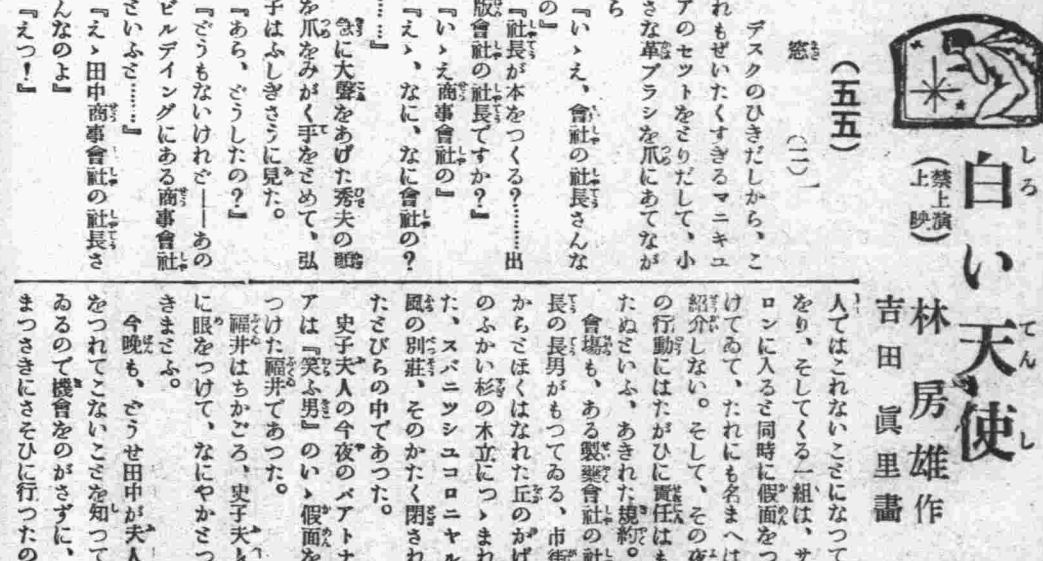 白い天使
しろ てんし
(禁上演上映)
林房雄作
吉田眞里畫
(五五)
窓 (二)
デスクのひきだしから、こ
れもぜいたくすぎるマニキユ
アのセツトをとりだして、小
さな革ブラシを爪にあてなが
ら
『いゝえ、會社の社長さんな
の』
『社長が本をつくる?………出
版會社の社長ですか?』
『いゝえ商事會社の』
『えゝ、なに、なに會社の?
……』
急に大聲をあげた秀夫の顏
を爪をみがく手をとめて、弘
子はふしぎさうに見た。
『あら、どうしたの?』
『どうもないけれど――あの
ビルデイングにある商事會社
といふと………』
『えゝ田中商事會社の社長さ
んなのよ』
『えつ!』
人ではこれないことになつて
をり、そしてくる一組は、サ
ロンに入ると同時に假面をつ
けてゐて、たれにも名まへは
紹介しない。そして、その夜
の行動にはたがひに責任はも
たぬといふ、あきれた規約。
會場も、ある製藥會社の社
長の長男がもつてゐる、市街
からとほくはなれた丘のかげ
のふかい杉の木立につゝまれ
た、スパニツシユコロニヤル
風の別莊、そのかたく閉され
たとびらの中であつた。
史子夫人の今夜のパアトナ
アは『笑ふ男』のいゝ假面を
つけた福井であつた。
福井はちかごろ、史子夫人
に眼をつけて、なにやかとつ
きまとふ。
今晩も、どうせ田中が夫人
をつれてこないことを知つて
ゐるので機會をのがさずに、
まつさきにさそひに行つたの